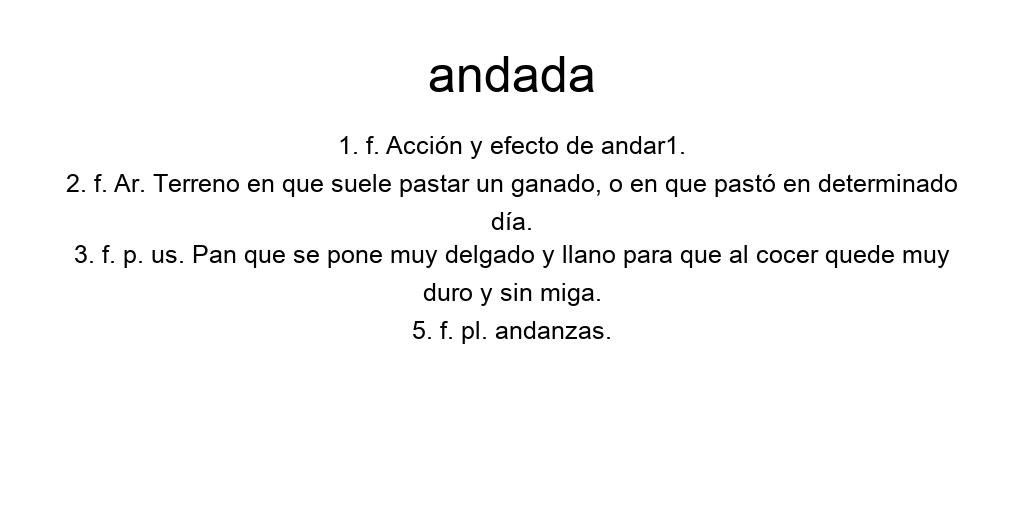 andada
1. f. Acción y efecto de andar1.
2. f. Ar. Terreno en que suele pastar un ganado, o en que pastó en determinado
día.
3. f. p. us. Pan que se pone muy delgado y llano para que al cocer quede muy
duro y sin miga.
5. f. pl. andanzas.